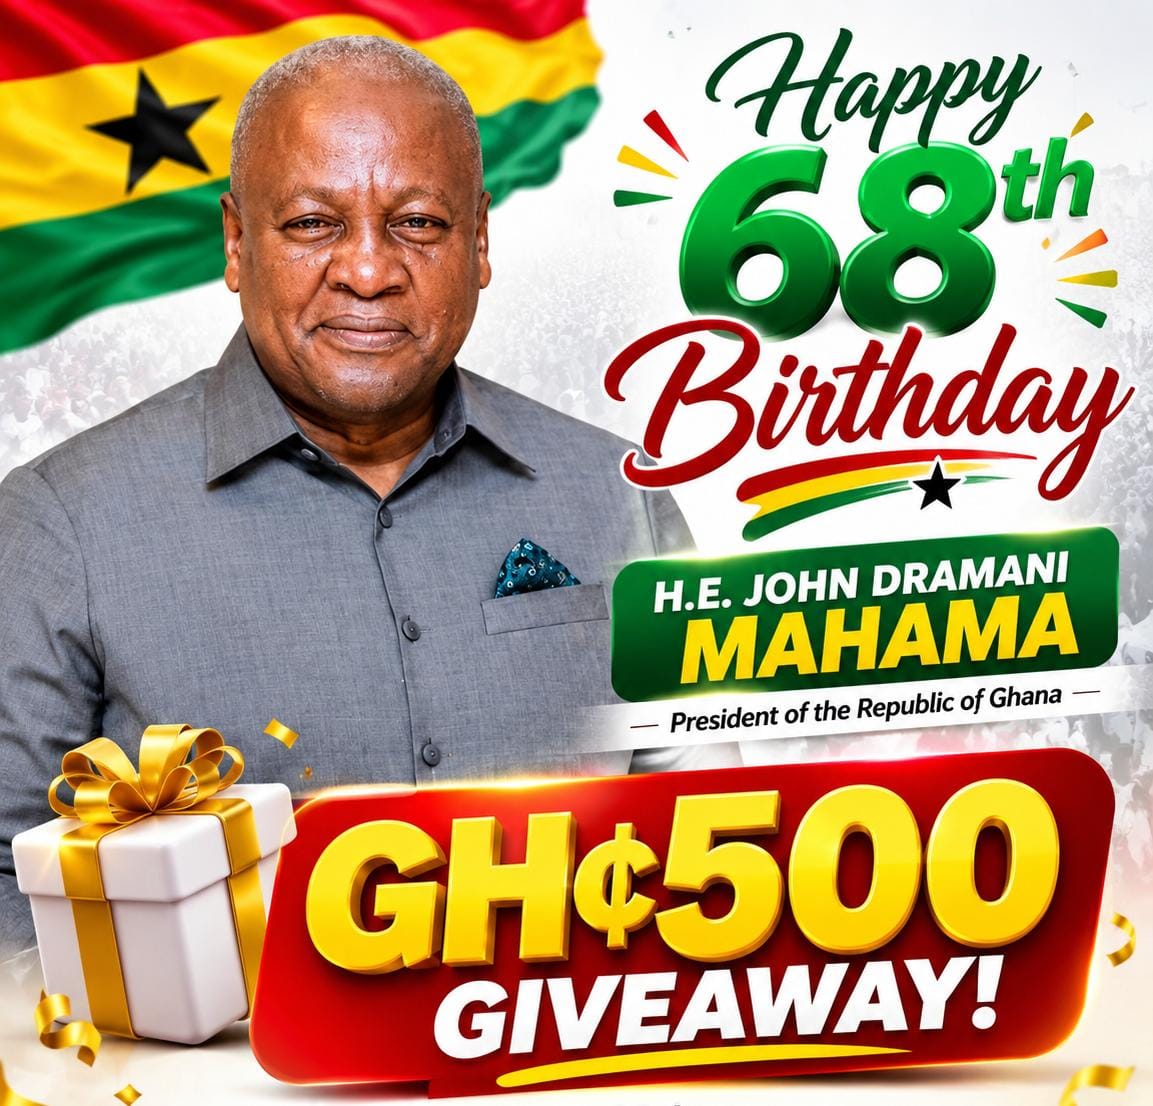 Happy
68th
Birthday
H.E. JOHN DRAMANI
MAHAMA
President of the Republic of Ghana
GH¢500
GIVEAWAY!